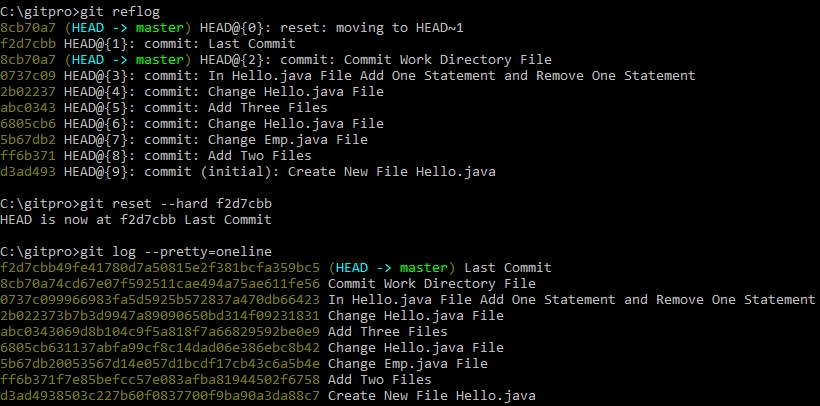 C:\gitpro>git reflog
8cb70a7 (HEAD -> master) HEAD@{0}: reset: moving to HEAD~1
f2d7cbb HEAD@{1}: commit: Last Commit
8cb70a7 (HEAD -> master) HEAD@{2}: commit: Commit Work Directory File
0737c09 HEAD@{3}: commit: In Hello.java File Add One Statement and Remove One Statement
2b02237 HEAD@{4}: commit: Change Hello.java File
abc0343 HEAD@{5}: commit: Add Three Files
6805cb6 HEAD@{6}: commit: Change Hello.java File
5b67db2 HEAD@{7}: commit: Change Emp.java File
ff6b371 HEAD@{8}: commit: Add Two Files
d3ad493 HEAD@{9}: commit (initial): Create New File Hello.java
C:\gitpro>git reset --hard f2d7cbb
HEAD is now at f2d7cbb Last Commit
C:\gitpro>git log --pretty=oneline
f2d7cbb49fe41780d7a50815e2f381bcfa359bc5 (HEAD -> master) Last Commit
8cb70a74cd67e07f592511cae494a75ae611fe56 Commit Work Directory File
0737c099966983fa5d5925b572837a470db66423 In Hello.java File Add One Statement and Remove One Statement
2b022373b7b3d9947a89090650bd314f09231831 Change Hello.java File
abc0343069d8b104c9f5a818f7a66829592be0e9 Add Three Files
6805cb631137abfa99cf8c14dad06e386ebc8b42 Change Hello.java File
5b67db20053567d14e057d1bcdf17cb43c6a5b4e Change Emp.java File
ff6b371f7e85befcc57e083afba81944502f6758 Add Two Files
d3ad4938503c227b60f0837700f9ba90a3da88c7 Create New File Hello.java